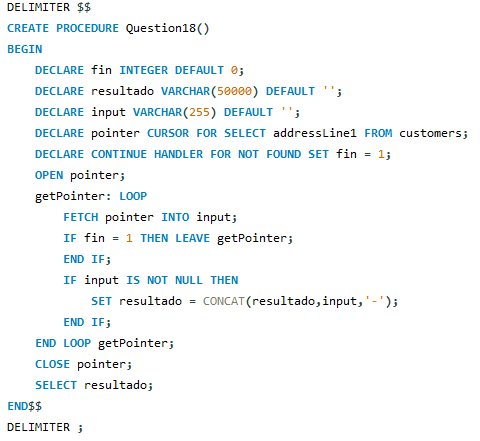 DELIMITER $$
CREATE PROCEDURE Question18()
BEGIN
    DECLARE fin INTEGER DEFAULT 0;
    DECLARE resultado VARCHAR(50000) DEFAULT '';
    DECLARE input VARCHAR(255) DEFAULT '';
    DECLARE pointer CURSOR FOR SELECT addressLine1 FROM customers;
    DECLARE CONTINUE HANDLER FOR NOT FOUND SET fin = 1;
    OPEN pointer;
    getPointer: LOOP
        FETCH pointer INTO input;
        IF fin = 1 THEN LEAVE getPointer;
        END IF;
        IF input IS NOT NULL THEN
            SET resultado = CONCAT(resultado,input,'-');
        END IF;
    END LOOP getPointer;
    CLOSE pointer;
    SELECT resultado;
END$$
DELIMITER ;